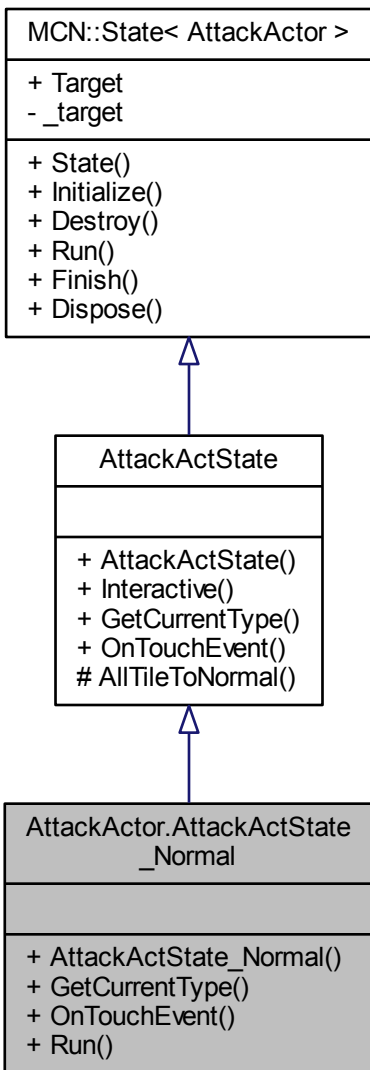 MCN::State< AttackActor >
+ Target
- _target
+ State()
+ Initialize()
+ Destroy()
+ Run()
+ Finish()
+ Dispose()
AttackActState
+ AttackActState()
+ Interactive()
+ GetCurrentType()
+ OnTouchEvent()
# AllTileToNormal()
AttackActor.AttackActState
_Normal
+ AttackActState_Normal()
+ GetCurrentType()
+ OnTouchEvent()
+ Run()